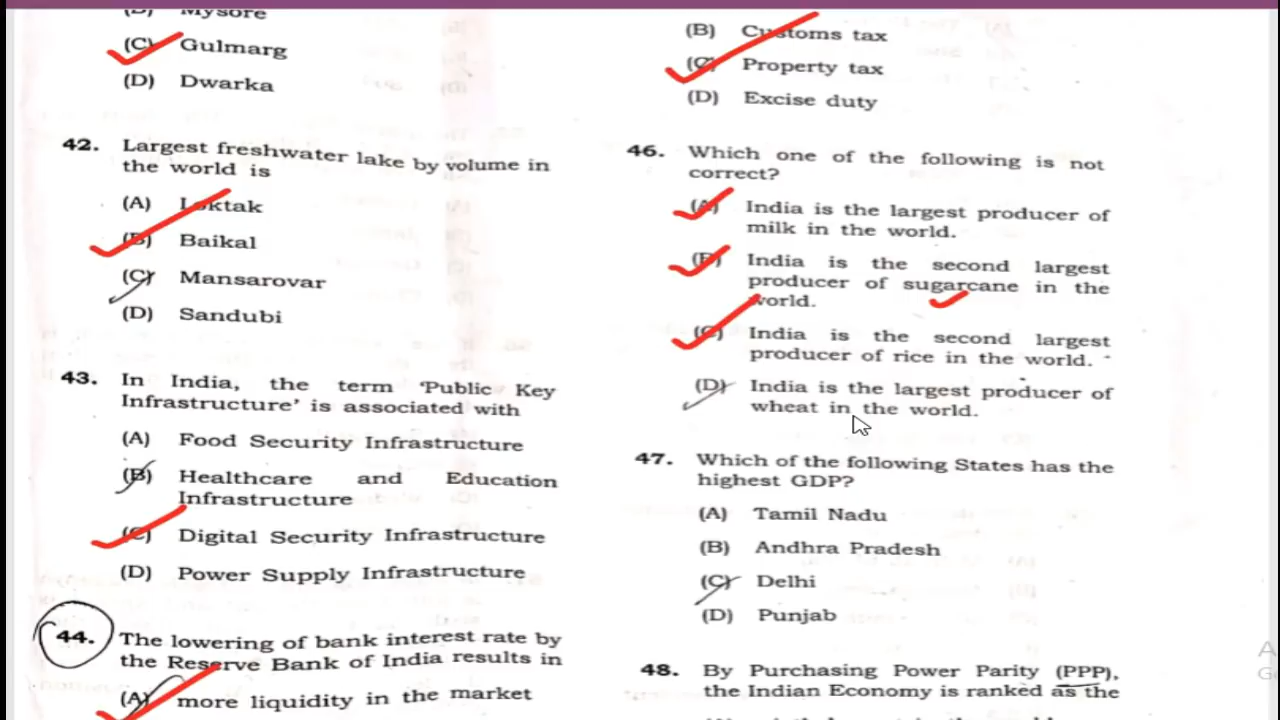 (B) Mysore
(C) Gulmarg
(D) Dwarka
42. Largest freshwater lake by volume in
the world is
(A) Loktak
(B) Baikal
(C) Mansarovar
(D) Sandubi
43. In India, the term 'Public Key
Infrastructure' is associated with
(A) Food Security Infrastructure
(B) Healthcare and Education
Infrastructure
(C) Digital Security Infrastructure
(D) Power Supply Infrastructure
44. The lowering of bank interest rate by
the Reserve Bank of India results in
(A) more liquidity in the market
(B) Customs tax
(C) Property tax
(D) Excise duty
46. Which one of the following is not
correct?
(A) India is the largest producer of
milk in the world.
(B) India is the second largest
producer of sugarcane in the
world.
(C) India is the second largest
producer of rice in the world.
(D) India is the largest producer of
wheat in the world.
47. Which of the following States has the
highest GDP?
(A) Tamil Nadu
(B) Andhra Pradesh
(C) Delhi
(D) Punjab
48. By Purchasing Power Parity (PPP),
the Indian Economy is ranked as the